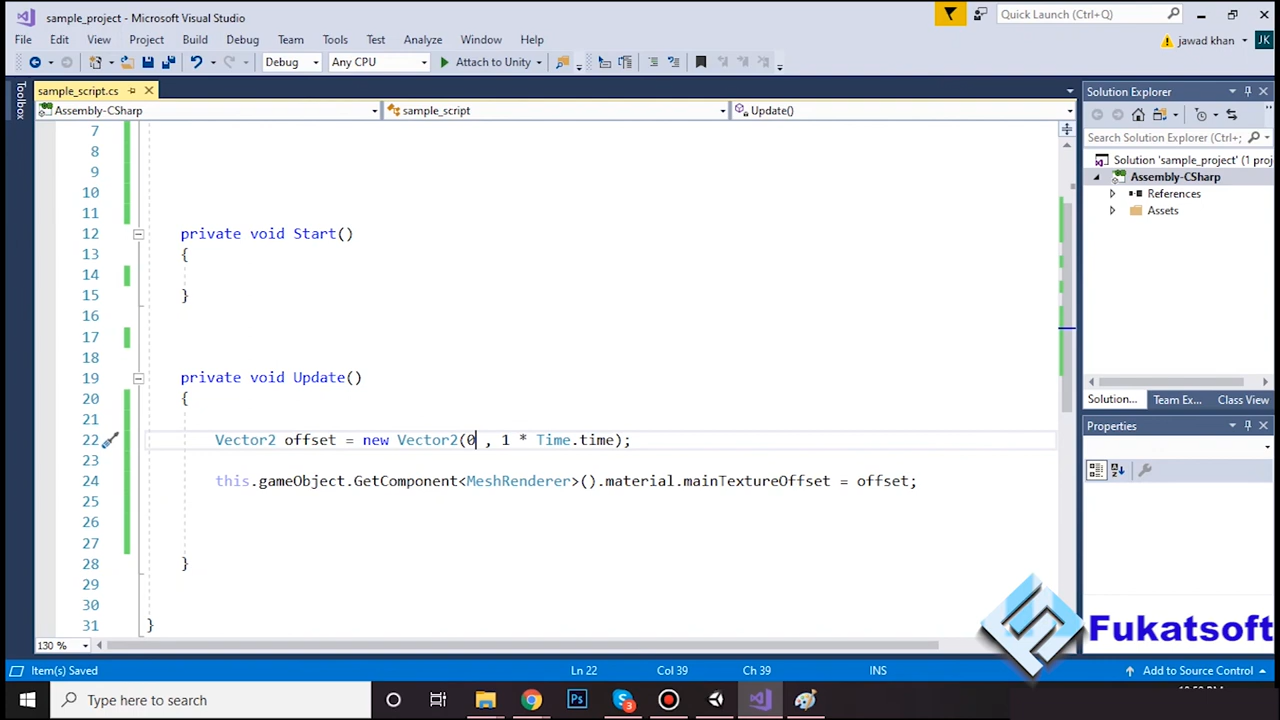 sample_project - Microsoft Visual Studio
Quick Launch (Ctrl+Q)
File Edit View Project Build Debug Team Tools Test Analyze Window Help
jawad khan JK
Debug Any CPU Attach to Unity
Toolbox
sample_script.cs
Assembly-CSharp sample_script Update()
7
8
9
10
11
12 private void Start()
13 {
14
15 }
16
17
18
19 private void Update()
20 {
21
22 Vector2 offset = new Vector2(0 , 1 * Time.time);
23
24 this.gameObject.GetComponent<MeshRenderer>().material.mainTextureOffset = offset;
25
26
27
28 }
29
30
31 }
130 %
Solution Explorer
Search Solution Explorer (Ctrl+;
Solution 'sample_project' (1 proj
Assembly-CSharp
References
Assets
Solution... Team Ex... Class View
Properties
Fukatsoft
Item(s) Saved Ln 22 Col 39 Ch 39 INS Add to Source Control
Type here to search
Ps
3